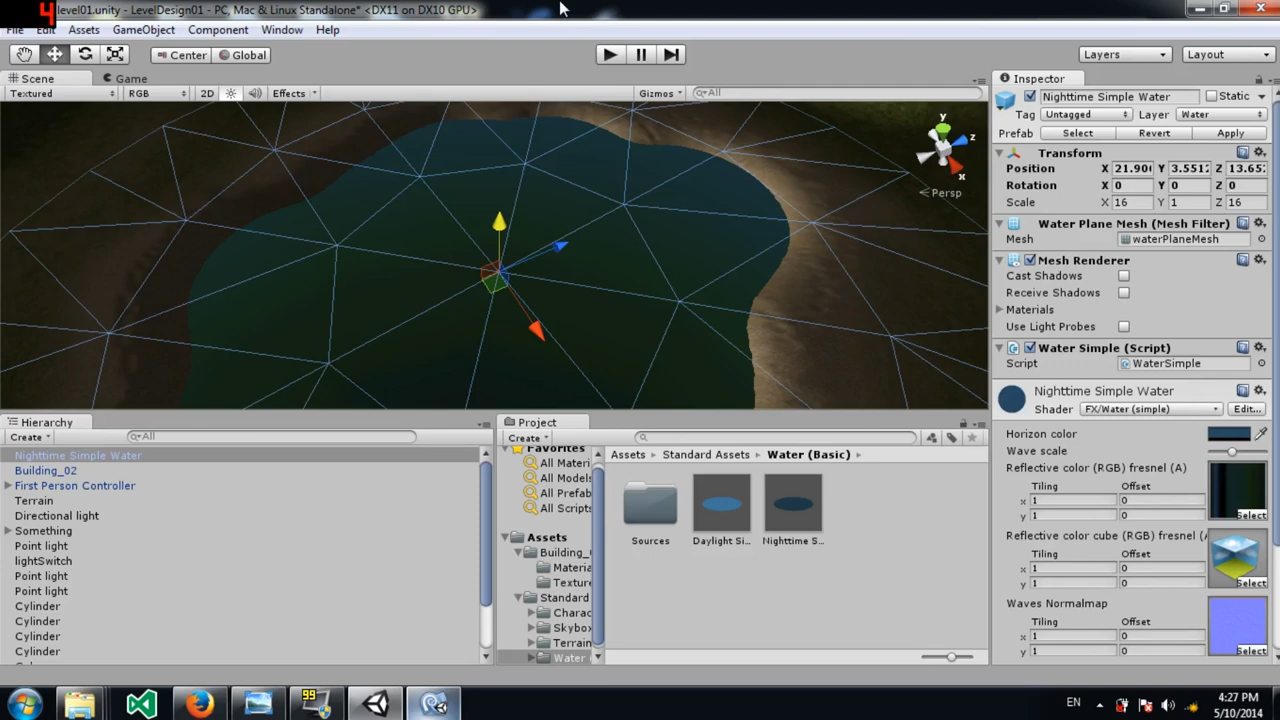 4
level01.unity - LevelDesign01 - PC, Mac & Linux Standalone* <DX11 on DX10 GPU>
File Edit Assets GameObject Component Window Help
Center Global Layers Layout
Scene Game
Textured RGB 2D Effects Gizmos All
y
z
x
Persp
Inspector
Nighttime Simple Water Static
Tag Untagged Layer Water
Prefab Select Revert Apply
Transform
Position X 21.90 Y 3.5512 Z 13.65
Rotation X 0 Y 0 Z 0
Scale X 16 Y 1 Z 16
Water Plane Mesh (Mesh Filter)
Mesh waterPlaneMesh
Mesh Renderer
Cast Shadows
Receive Shadows
Materials
Use Light Probes
Water Simple (Script)
Script WaterSimple
Nighttime Simple Water
Shader FX/Water (simple) Edit...
Horizon color
Wave scale
Reflective color (RGB) fresnel (A)
Tiling Offset
x 1 0
y 1 0 Select
Reflective color cube (RGB) fresnel (A
Tiling Offset
x 1 0
y 1 0 Select
Waves Normalmap
Tiling Offset
x 1 0
y 1 0 Select
Hierarchy
Create All
Nighttime Simple Water
Building_02
First Person Controller
Terrain
Directional light
Something
Point light
lightSwitch
Point light
Point light
Cylinder
Cylinder
Cylinder
Cylinder
Project
Create
Favorites
All Materi
All Models
All Prefab
All Scripts
Assets
Building_
Materia
Texture
Standard
Charac
Skybox
Terrain
Water
Assets Standard Assets Water (Basic)
Sources Daylight Si... Nighttime S...
99
EN
4:27 PM
5/10/2014